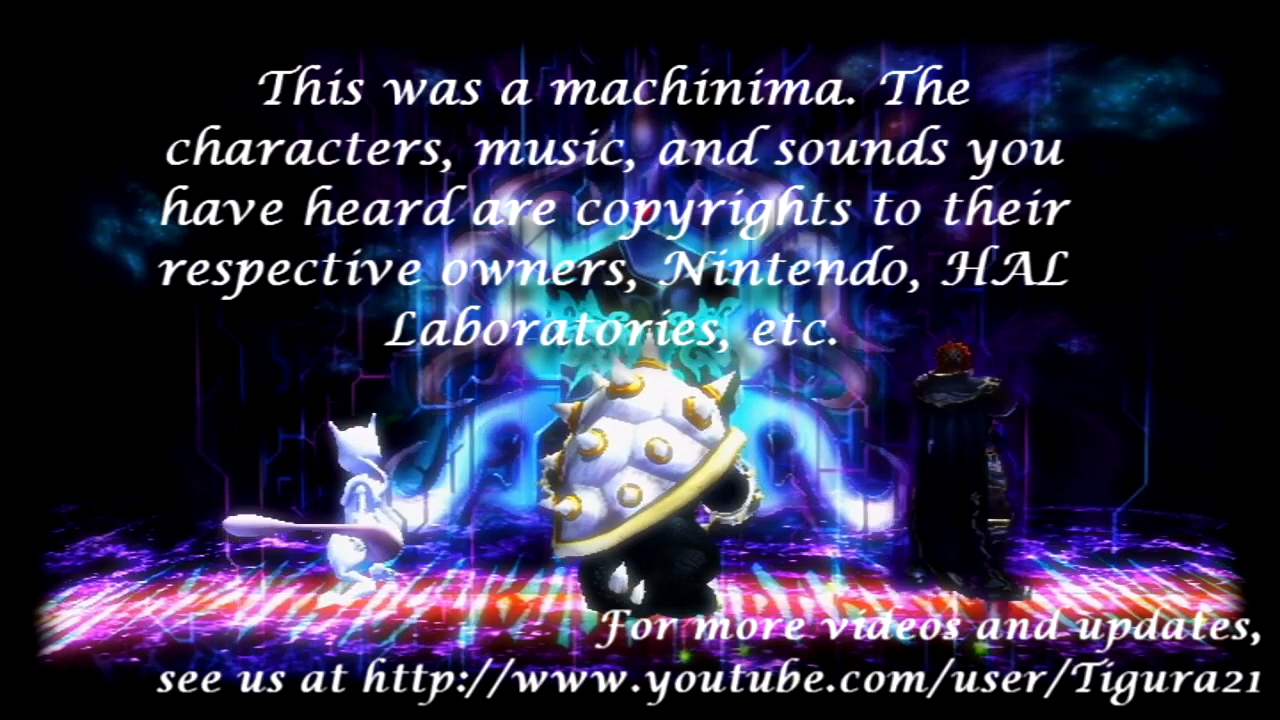 This was a machinima. The
characters, music, and sounds you
have heard are copyrights to their
respective owners, Nintendo, HAL
Laboratories, etc.
For more videos and updates,
see us at http://www.youtube.com/user/Tigura21